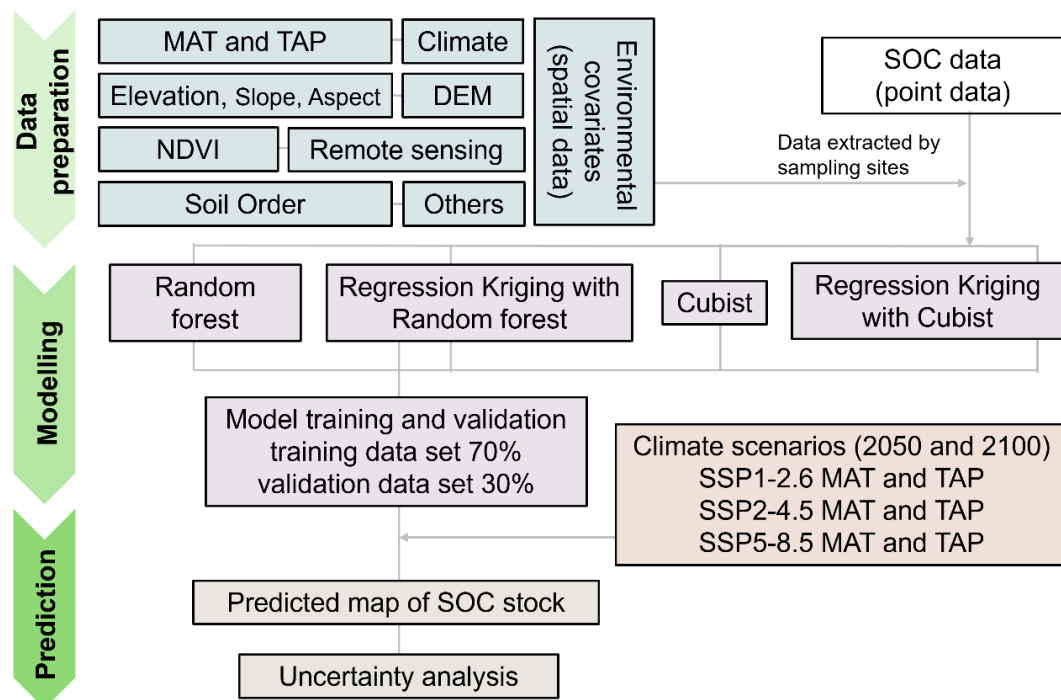 Data
preparation
MAT and TAP
Climate
Elevation, Slope, Aspect
DEM
NDVI
Remote sensing
Soil Order
Others
Environmental
covariates
(spatial data)
SOC data
(point data)
Data extracted by
sampling sites
Modelling
Random
forest
Regression Kriging with
Random forest
Cubist
Regression Kriging
with Cubist
Model training and validation
training data set 70%
validation data set 30%
Climate scenarios (2050 and 2100)
SSP1-2.6 MAT and TAP
SSP2-4.5 MAT and TAP
SSP5-8.5 MAT and TAP
Prediction
Predicted map of SOC stock
Uncertainty analysis